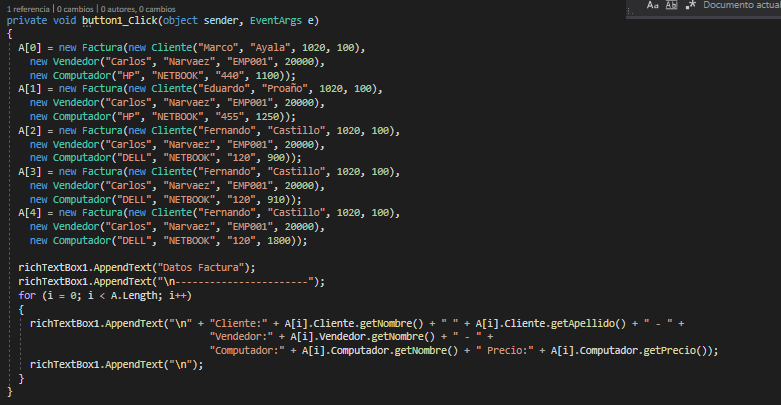 Documento actual
1 referencia | 0 cambios | 0 autores, 0 cambios
private void button1_Click(object sender, EventArgs e)
{
A[0] = new Factura(new Cliente("Marco", "Ayala", 1020, 100),
new Vendedor("Carlos", "Narvaez", "EMP001", 20000),
new Computador("HP", "NETBOOK", "440", 1100));
A[1] = new Factura(new Cliente("Eduardo", "Proaño", 1020, 100),
new Vendedor("Carlos", "Narvaez", "EMP001", 20000),
new Computador("HP", "NETBOOK", "455", 1250));
A[2] = new Factura(new Cliente("Fernando", "Castillo", 1020, 100),
new Vendedor("Carlos", "Narvaez", "EMP001", 20000),
new Computador("DELL", "NETBOOK", "120", 900));
A[3] = new Factura(new Cliente("Fernando", "Castillo", 1020, 100),
new Vendedor("Carlos", "Narvaez", "EMP001", 20000),
new Computador("DELL", "NETBOOK", "120", 910));
A[4] = new Factura(new Cliente("Fernando", "Castillo", 1020, 100),
new Vendedor("Carlos", "Narvaez", "EMP001", 20000),
new Computador("DELL", "NETBOOK", "120", 1800));
richTextBox1.AppendText("Datos Factura");
richTextBox1.AppendText("\n-----------------------");
for (i = 0; i < A.Length; i++)
{
richTextBox1.AppendText("\n" + "Cliente:" + A[i].Cliente.getNombre() + " " + A[i].Cliente.getApellido() + " - " +
"Vendedor:" + A[i].Vendedor.getNombre() + " - " +
"Computador:" + A[i].Computador.getNombre() + " Precio:" + A[i].Computador.getPrecio());
richTextBox1.AppendText("\n");
}
}